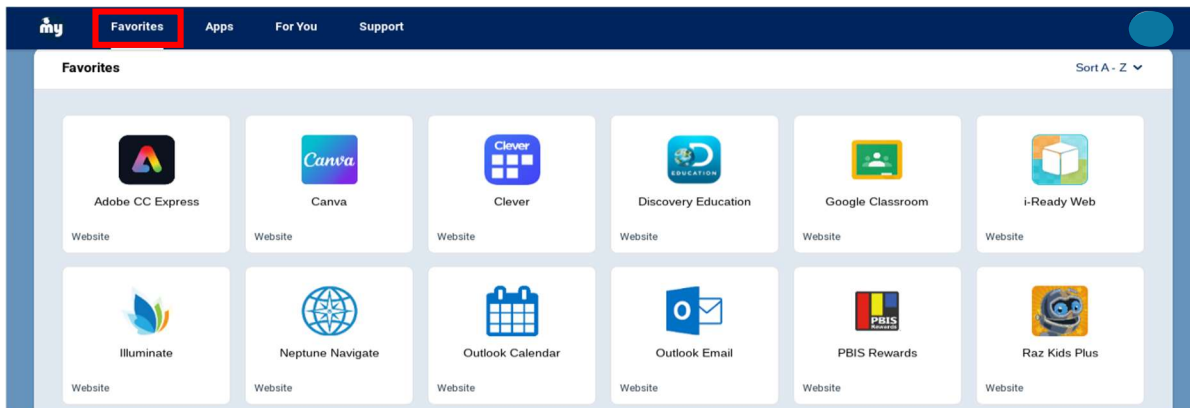 my Favorites Apps For You Support
Favorites Sort A - Z
Canva Clever EDUCATION
Adobe CC Express Canva Clever Discovery Education Google Classroom i-Ready Web
Website Website Website Website Website Website
PBIS
Rewards
Illuminate Neptune Navigate Outlook Calendar Outlook Email PBIS Rewards Raz Kids Plus
Website Website Website Website Website Website